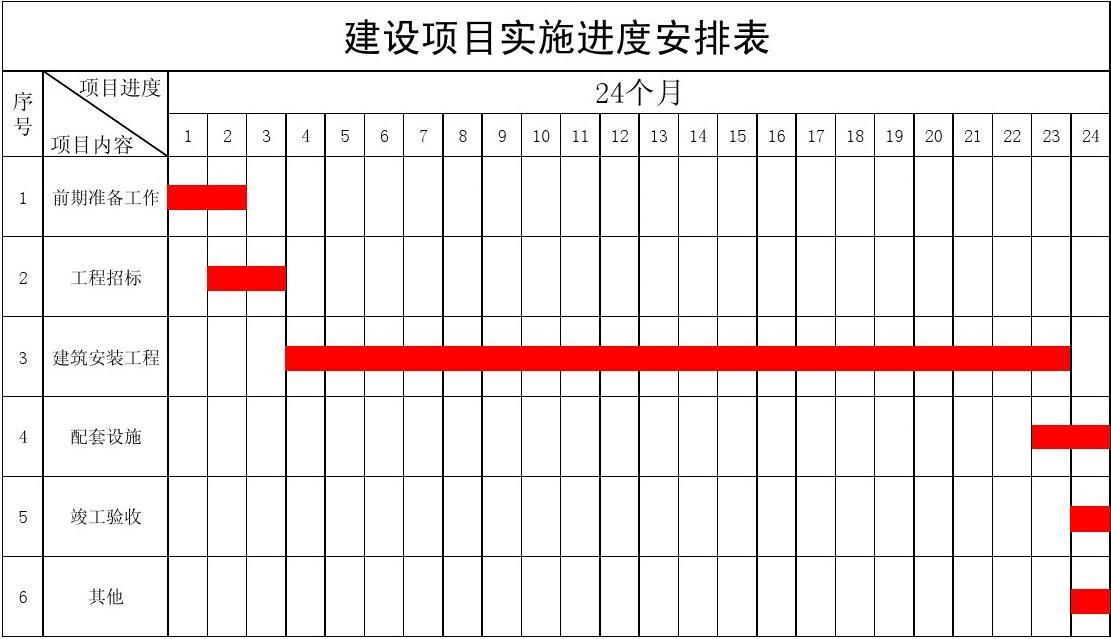 建设项目实施进度安排表
序号 项目进度 24个月
项目内容 1 2 3 4 5 6 7 8 9 10 11 12 13 14 15 16 17 18 19 20 21 22 23 24
1 前期准备工作
2 工程招标
3 建筑安装工程
4 配套设施
5 竣工验收
6 其他